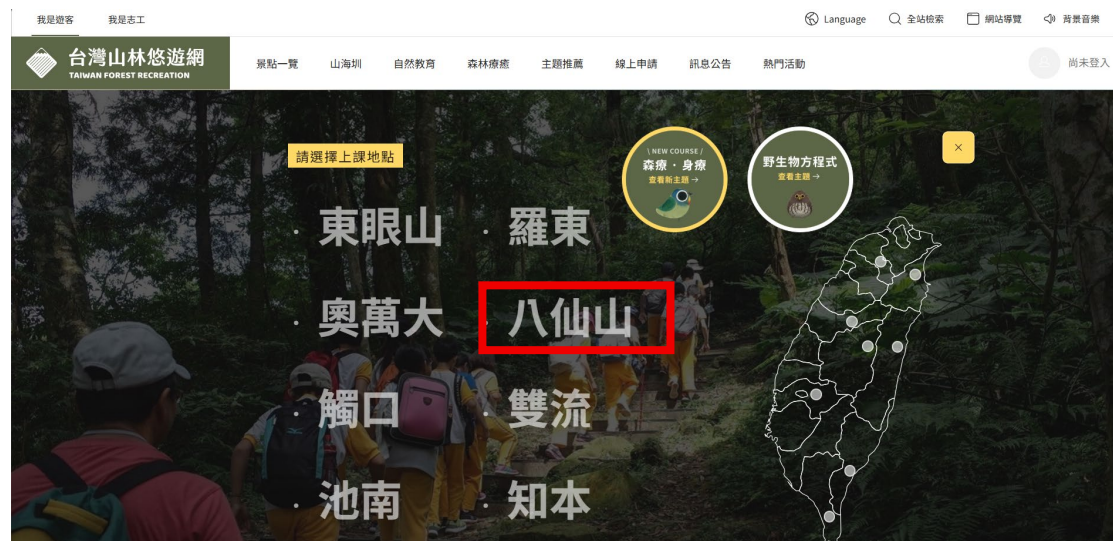 我是遊客 我是志工 Language 全站檢索 網站導覽 背景音樂
台灣山林悠遊網
TAIWAN FOREST RECREATION
景點一覽 山海圳 自然教育 森林療癒 主題推薦 線上申請 訊息公告 熱門活動 尚未登入
請選擇上課地點
\ NEW COURSE /
森療・身療
查看新主題→
野生物方程式
查看主題→
×
· 東眼山 · 羅東
· 奧萬大 · 八仙山
· 觸口 · 雙流
· 池南 · 知本